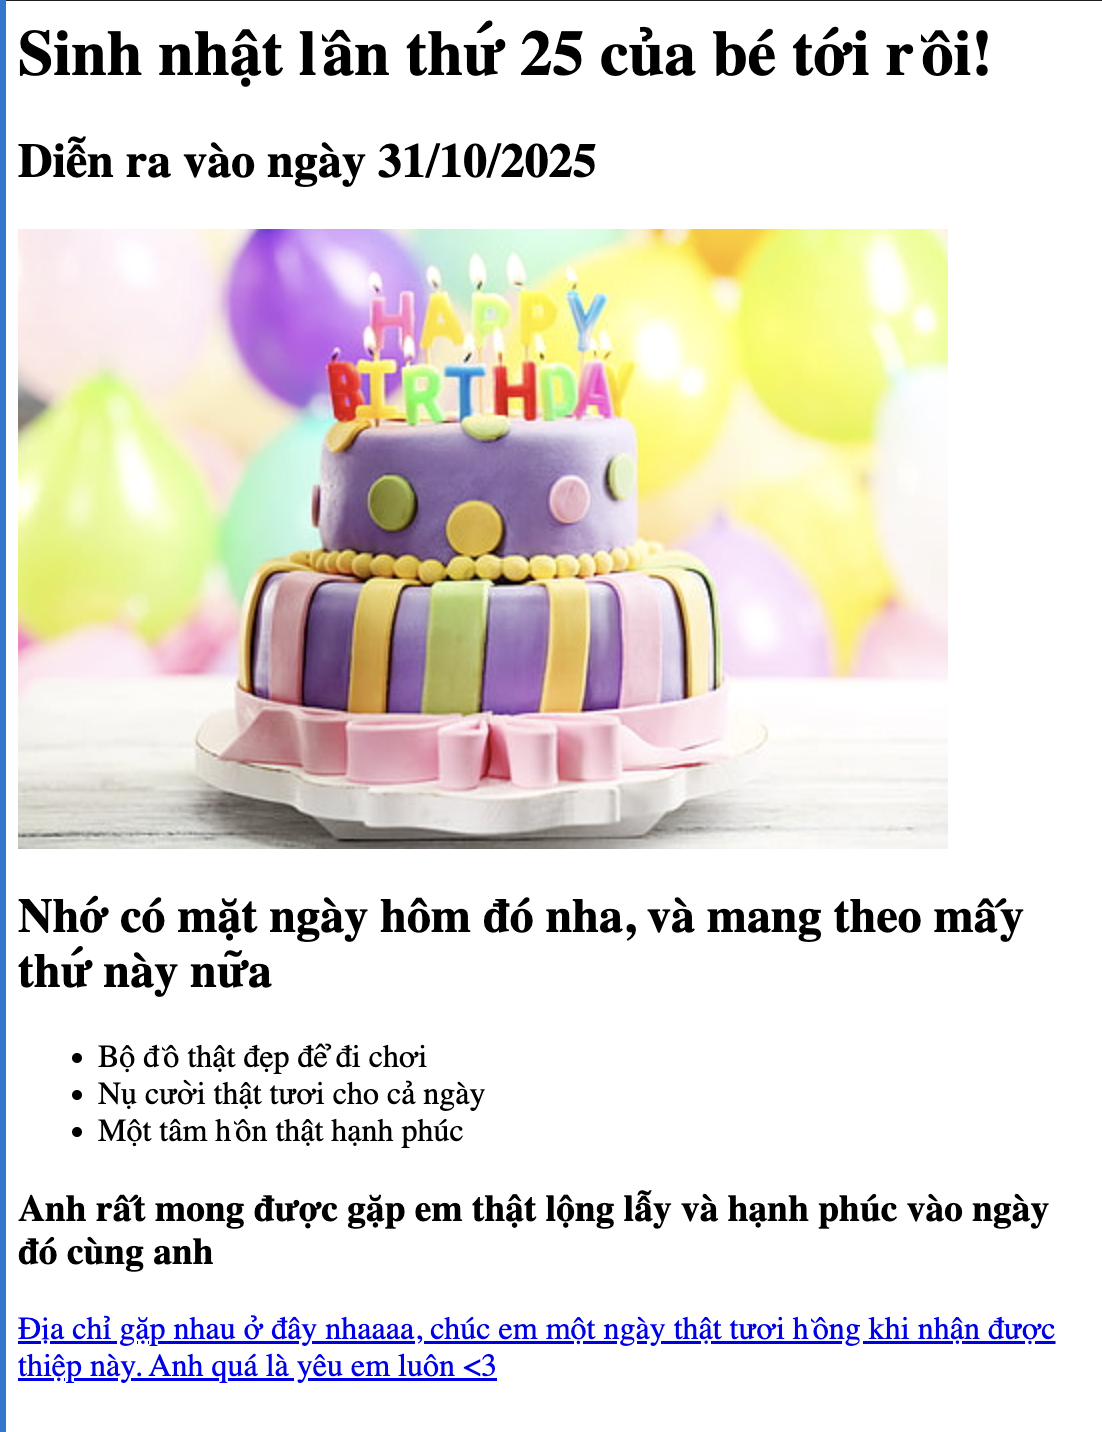 Sinh nhật lần thứ 25 của bé tới rồi!
Diễn ra vào ngày 31/10/2025
HAPPY
BIRTHDAY
Nhớ có mặt ngày hôm đó nha, và mang theo mấy
thứ này nữa
• Bộ đồ thật đẹp để đi chơi
• Nụ cười thật tươi cho cả ngày
• Một tâm hồn thật hạnh phúc
Anh rất mong được gặp em thật lộng lẫy và hạnh phúc vào ngày
đó cùng anh
Địa chỉ gặp nhau ở đây nhaaaa, chúc em một ngày thật tươi hồng khi nhận được
thiệp này. Anh quá là yêu em luôn <3